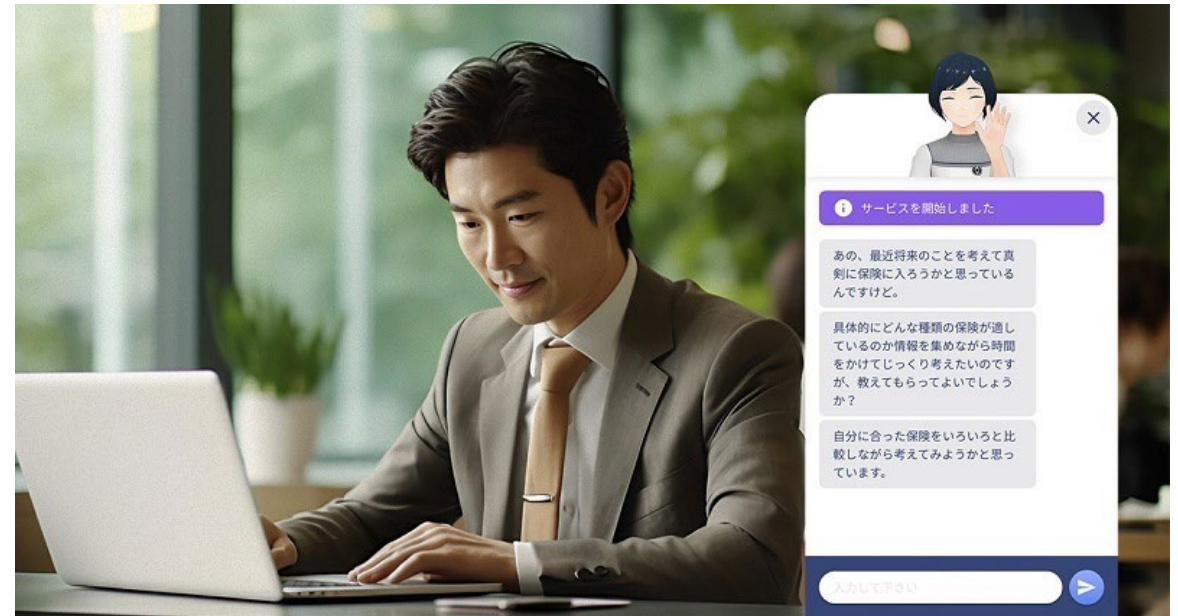 サービスを開始しました
あの、最近将来のことを考えて真
剣に保険に入ろうかと思っている
んですけど。
具体的にどんな種類の保険が適し
ているのか情報を集めながら時間
をかけてじっくり考えたいのです
が、教えてもらってよいでしょう
か？
自分に合った保険をいろいろと比
較しながら考えてみようかと思っ
ています。
入力して下さい